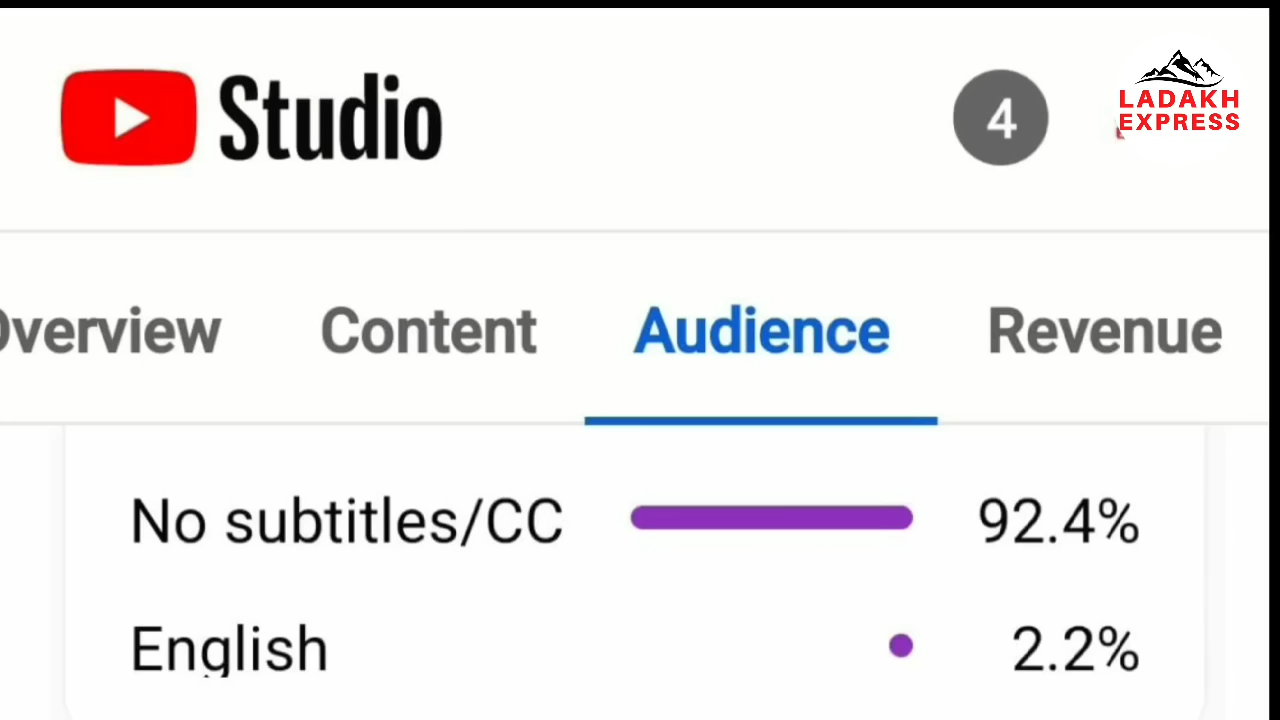 Studio
4
LADAKH
EXPRESS
Overview Content Audience Revenue
No subtitles/CC 92.4%
English 2.2%